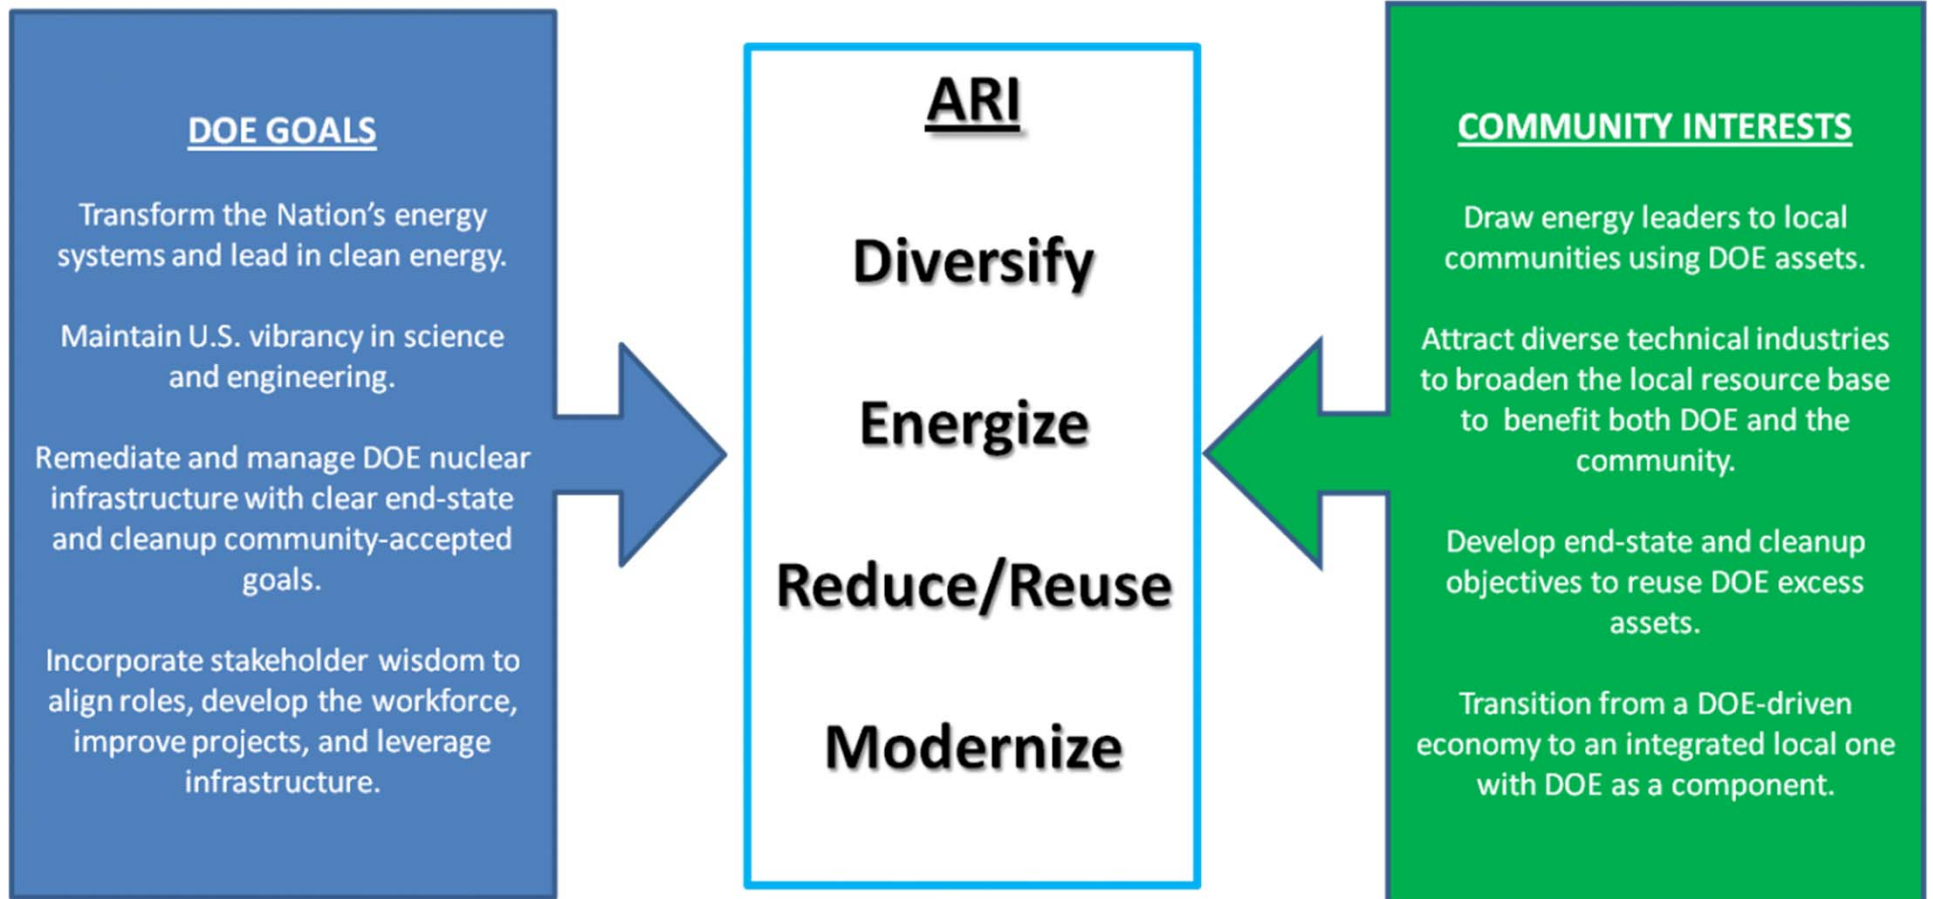 DOE GOALS
Transform the Nation’s energy
systems and lead in clean energy.
Maintain U.S. vibrancy in science
and engineering.
Remediate and manage DOE nuclear
infrastructure with clear end-state
and cleanup community-accepted
goals.
Incorporate stakeholder wisdom to
align roles, develop the workforce,
improve projects, and leverage
infrastructure.
ARI
Diversify
Energize
Reduce/Reuse
Modernize
COMMUNITY INTERESTS
Draw energy leaders to local
communities using DOE assets.
Attract diverse technical industries
to broaden the local resource base
to benefit both DOE and the
community.
Develop end-state and cleanup
objectives to reuse DOE excess
assets.
Transition from a DOE-driven
economy to an integrated local one
with DOE as a component.